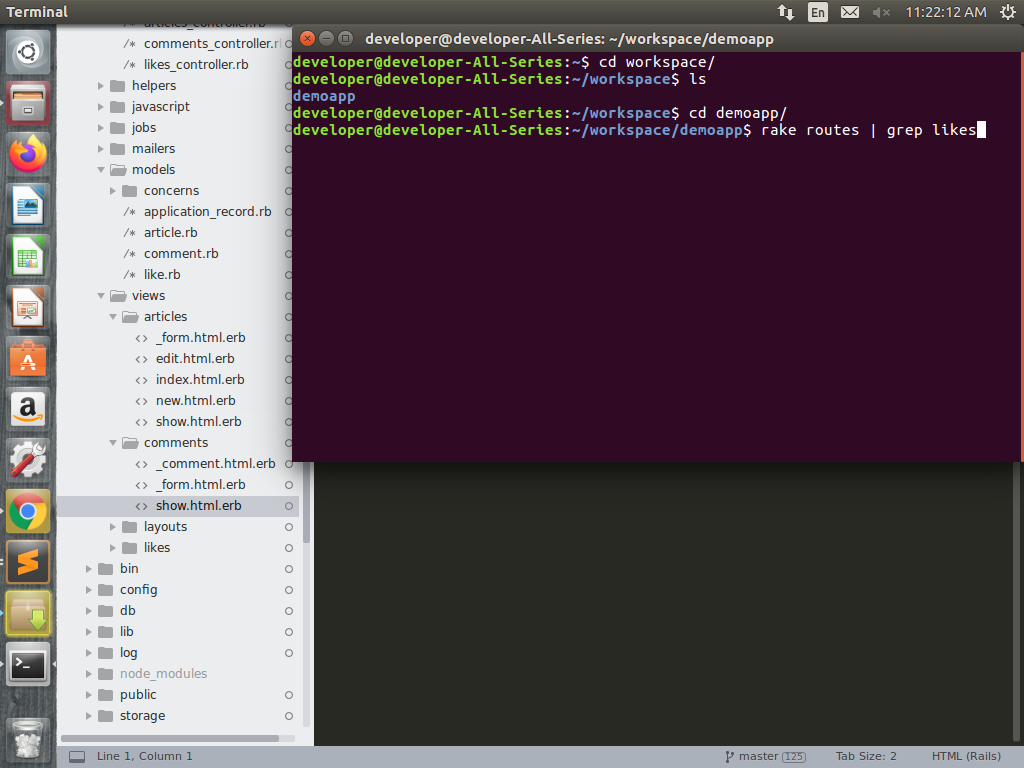 Terminal
En
11:22:12 AM
articles_controller.rb
/* comments_controller.r
/* likes_controller.rb
helpers
javascript
jobs
mailers
models
concerns
/* application_record.rb
/* article.rb
/* comment.rb
/* like.rb
views
articles
<> _form.html.erb
<> edit.html.erb
<> index.html.erb
<> new.html.erb
<> show.html.erb
comments
<> _comment.html.erb
<> _form.html.erb
<> show.html.erb
layouts
likes
bin
config
db
lib
log
node_modules
public
storage
developer@developer-All-Series: ~/workspace/demoapp
developer@developer-All-Series:~$ cd workspace/
developer@developer-All-Series:~/workspace$ ls
demoapp
developer@developer-All-Series:~/workspace$ cd demoapp/
developer@developer-All-Series:~/workspace/demoapp$ rake routes | grep likes
Line 1, Column 1
master 125
Tab Size: 2
HTML (Rails)